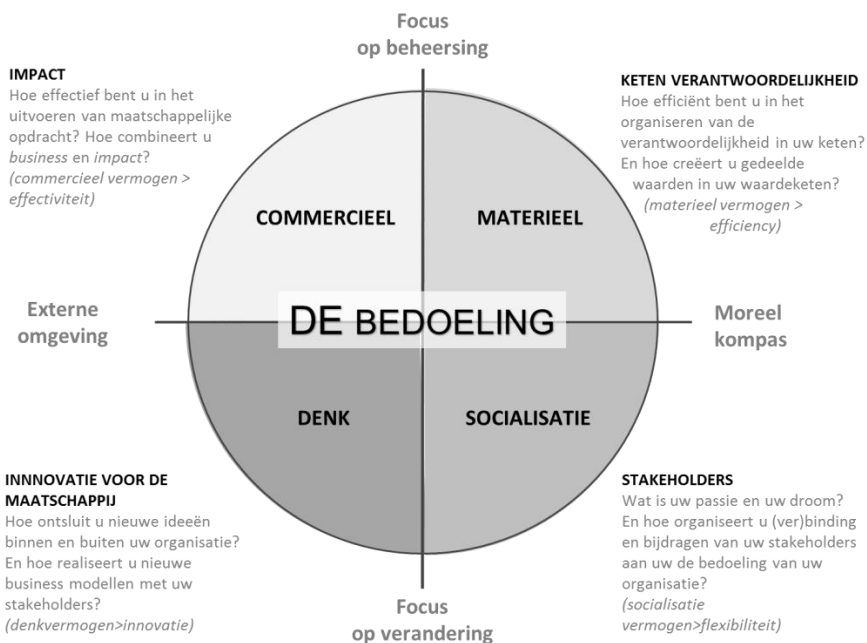 Focus
op beheersing
IMPACT
Hoe effectief bent u in het
uitvoeren van maatschappelijke
opdracht? Hoe combineert u
business en impact?
(commercieel vermogen >
effectiviteit)
KETEN VERANTWOORDELIJKHEID
Hoe efficiënt bent u in het
organiseren van de
verantwoordelijkheid in uw keten?
En hoe creëert u gedeelde
waarden in uw waardeketen?
(materieel vermogen >
efficiency)
COMMERCIEEL
MATERIEEL
Externe
omgeving
DE BEDOELING
Moreel
kompas
DENK
SOCIALISATIE
INNNOVATIE VOOR DE
MAATSCHAPPIJ
Hoe ontsluit u nieuwe ideeën
binnen en buiten uw organisatie?
En hoe realiseert u nieuwe
business modellen met uw
stakeholders?
(denkvermogen>innovatie)
STAKEHOLDERS
Wat is uw passie en uw droom?
En hoe organiseert u (ver)binding
en bijdragen van uw stakeholders
aan uw de bedoeling van uw
organisatie?
(socialisatie
vermogen>flexibiliteit)
Focus
op verandering